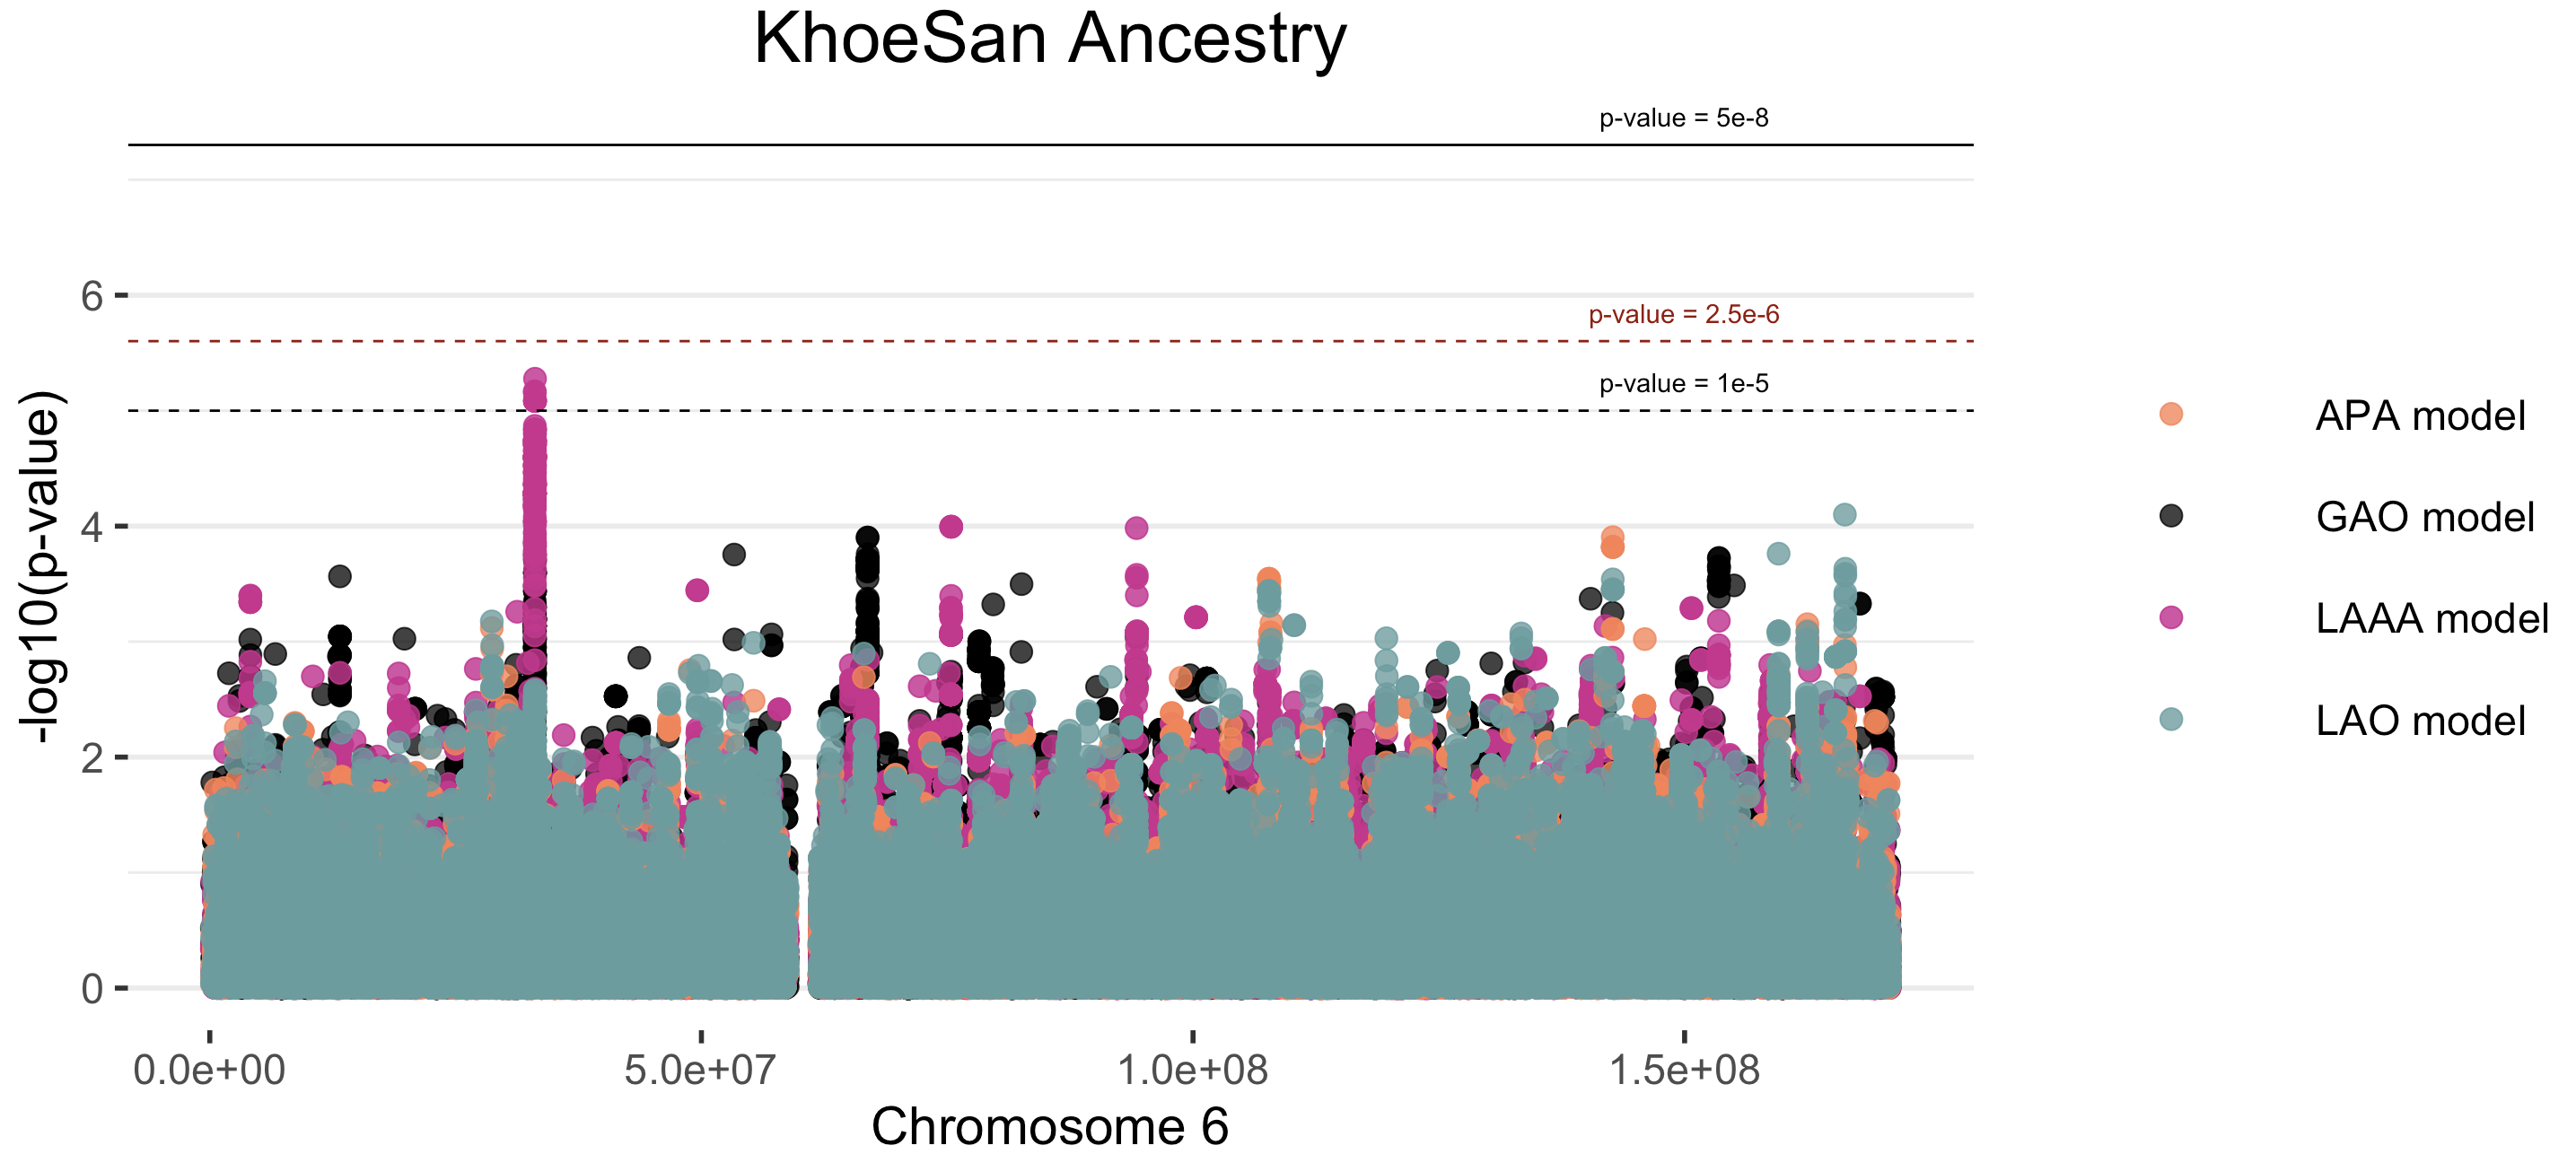 KhoeSan Ancestry
p-value = 5e-8
6
p-value = 2.5e-6
p-value = 1e-5
4
2
0
-log10(p-value)
0.0e+00 5.0e+07 1.0e+08 1.5e+08
Chromosome 6
APA model
GAO model
LAAA model
LAO model